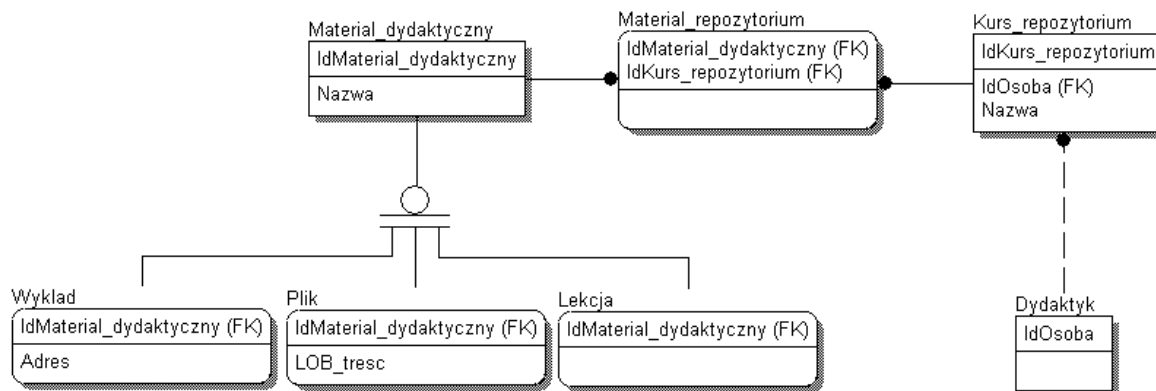 Material_dydaktyczny
IdMaterial_dydaktyczny
Nazwa
Material_repozytorium
IdMaterial_dydaktyczny (FK)
IdKurs_repozytorium (FK)
Kurs_repozytorium
IdKurs_repozytorium
IdOsoba (FK)
Nazwa
Wyklad
IdMaterial_dydaktyczny (FK)
Adres
Plik
IdMaterial_dydaktyczny (FK)
LOB_tresc
Lekcja
IdMaterial_dydaktyczny (FK)
Dydaktyk
IdOsoba